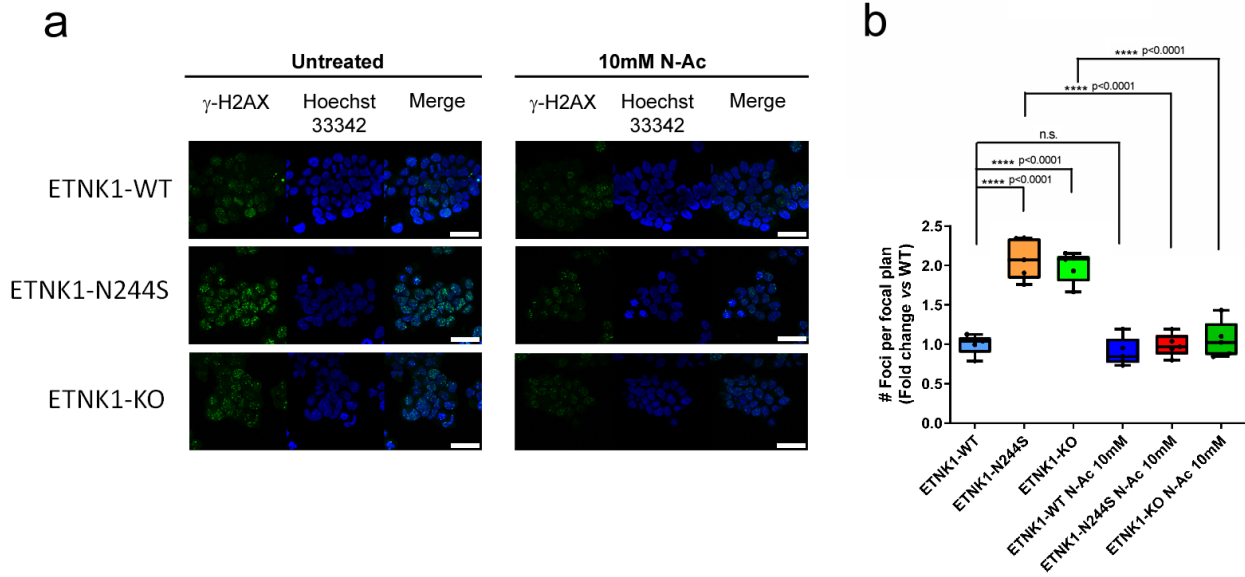 a
Untreated
10mM N-Ac
γ-H2AX
Hoechst
33342
Merge
γ-H2AX
Hoechst
33342
Merge
ETNK1-WT
ETNK1-N244S
ETNK1-KO
b
**** p<0.0001
**** p<0.0001
n.s.
**** p<0.0001
**** p<0.0001
# Foci per focal plan
(Fold change vs WT)
2.5
2.0
1.5
1.0
0.5
0.0
ETNK1-WT
ETNK1-N244S
ETNK1-KO
ETNK1-WT N-Ac 10mM
ETNK1-N244S N-Ac 10mM
ETNK1-KO N-Ac 10mM